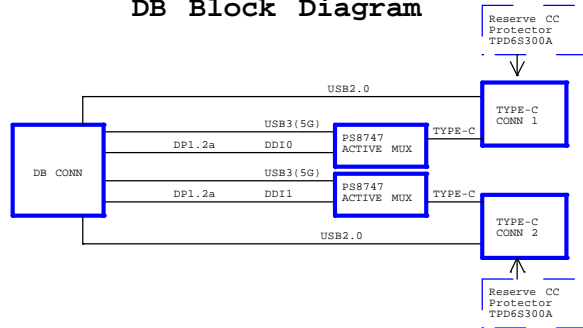 DB Block Diagram
Reserve CC
Protector
TPD6S300A
USB2.0
TYPE-C
CONN 1
USB3(5G)
TYPE-C
PS8747
ACTIVE MUX
DP1.2a DDI0
DB CONN
USB3(5G)
PS8747
ACTIVE MUX
TYPE-C
DP1.2a DDI1
TYPE-C
CONN 2
USB2.0
Reserve CC
Protector
TPD6S300A